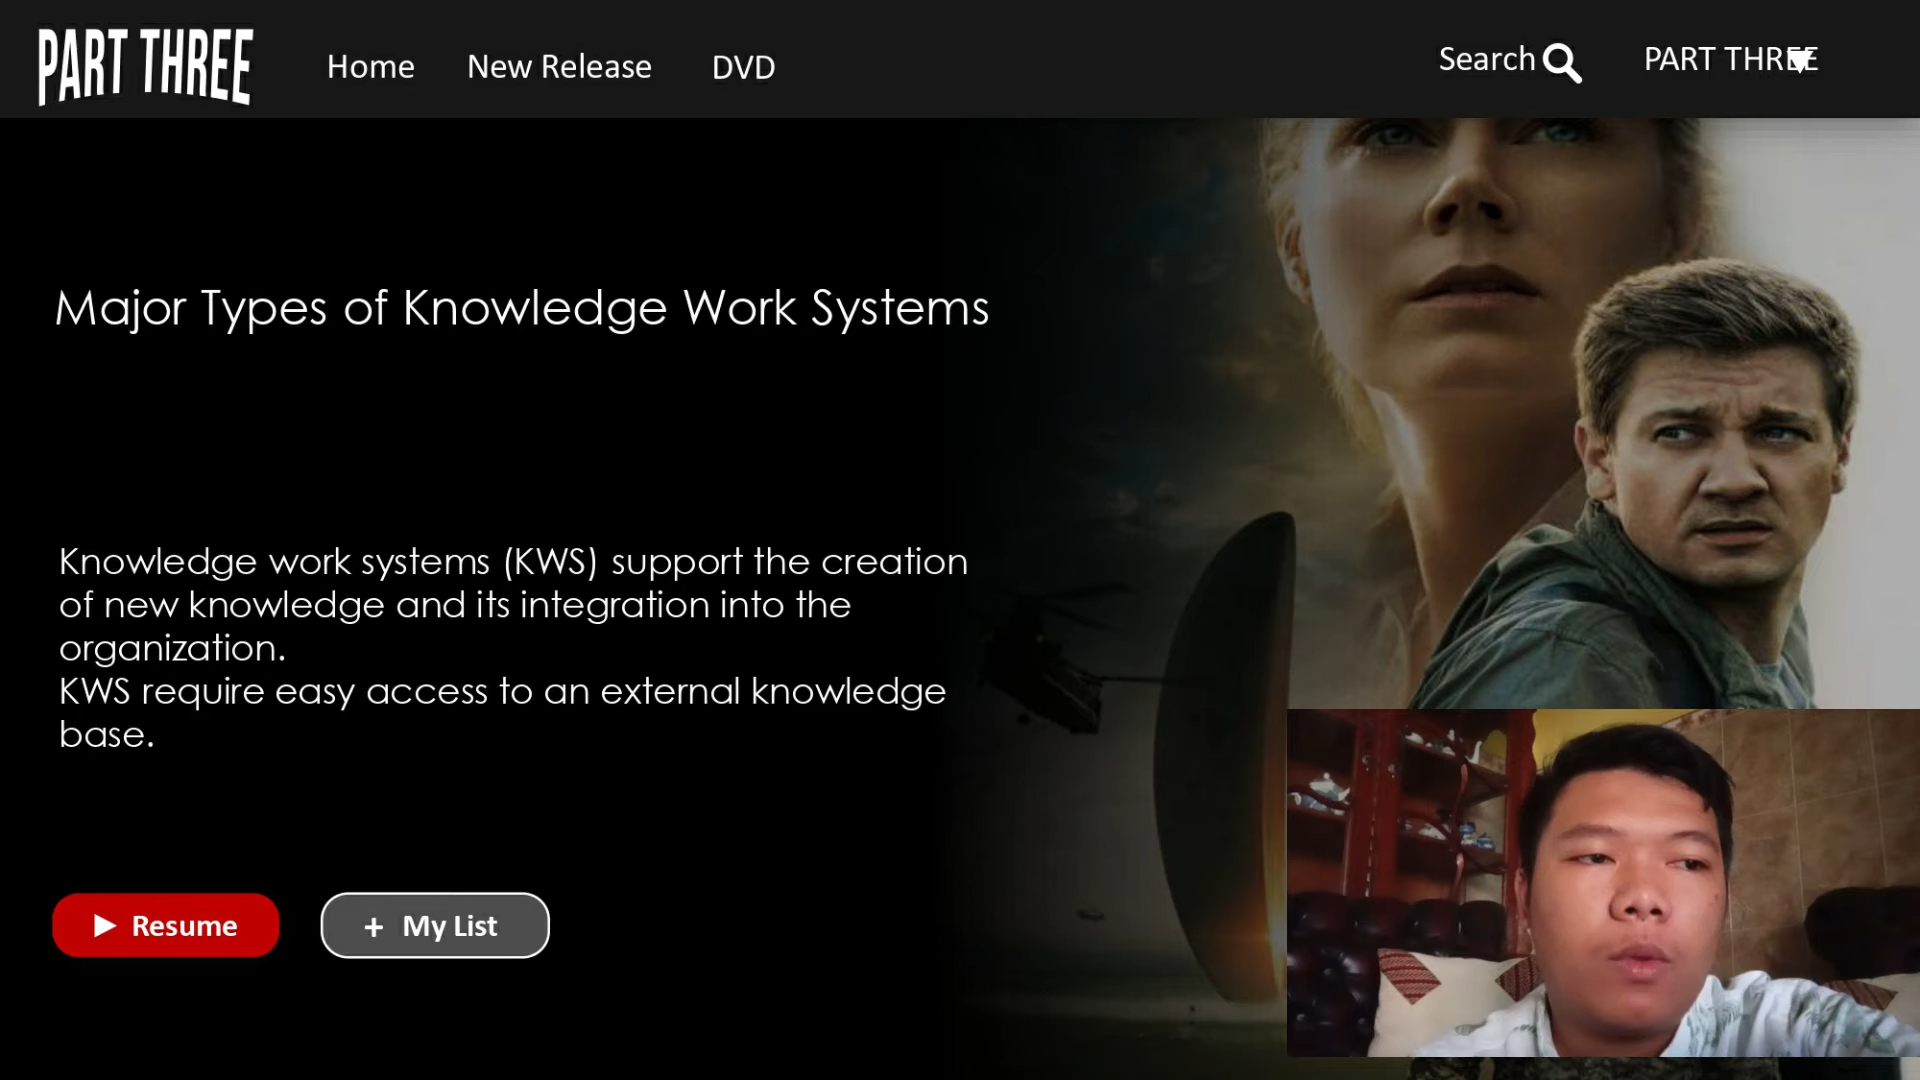 PART THREE
Home
New Release
DVD
Search
PART THREE
Major Types of Knowledge Work Systems
Knowledge work systems (KWS) support the creation
of new knowledge and its integration into the
organization.
KWS require easy access to an external knowledge
base.
Resume
+ My List